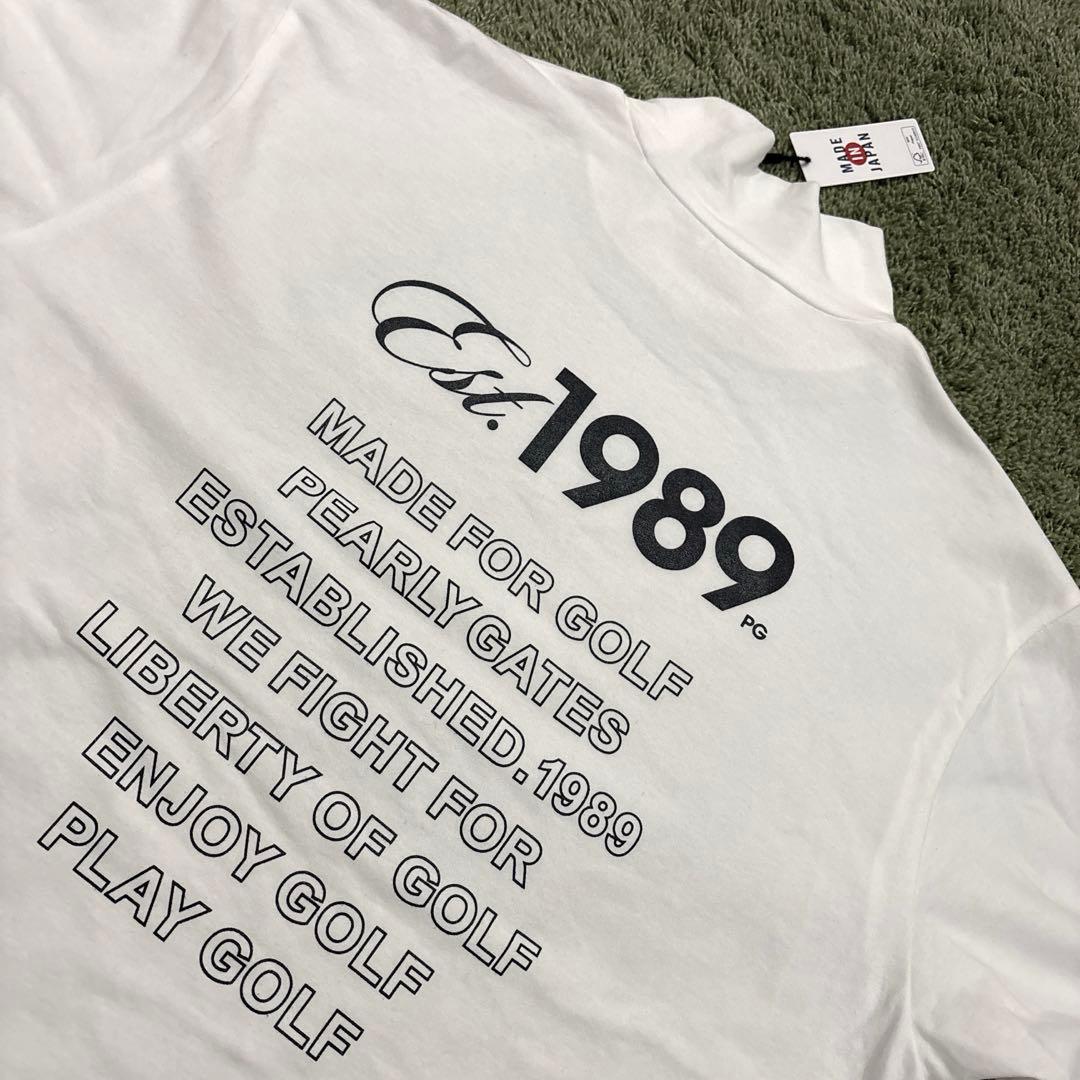 MADE
IN
JAPAN
Est. 1989
PG
MADE FOR GOLF
PEARLY GATES
ESTABLISHED. 1989
WE FIGHT FOR
LIBERTY OF GOLF
ENJOY GOLF
PLAY GOLF